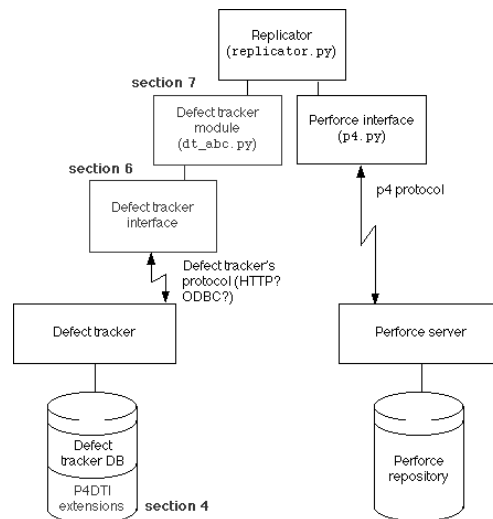 Replicator
(replicator.py)
section 7
Defect tracker
module
(dt_abc.py)
Perforce interface
(p4.py)
section 6
Defect tracker
interface
p4 protocol
Defect tracker's
protocol (HTTP?
ODBC?)
Defect tracker
Perforce server
Defect
tracker DB
P4DTI
extensions
section 4
Perforce
repository